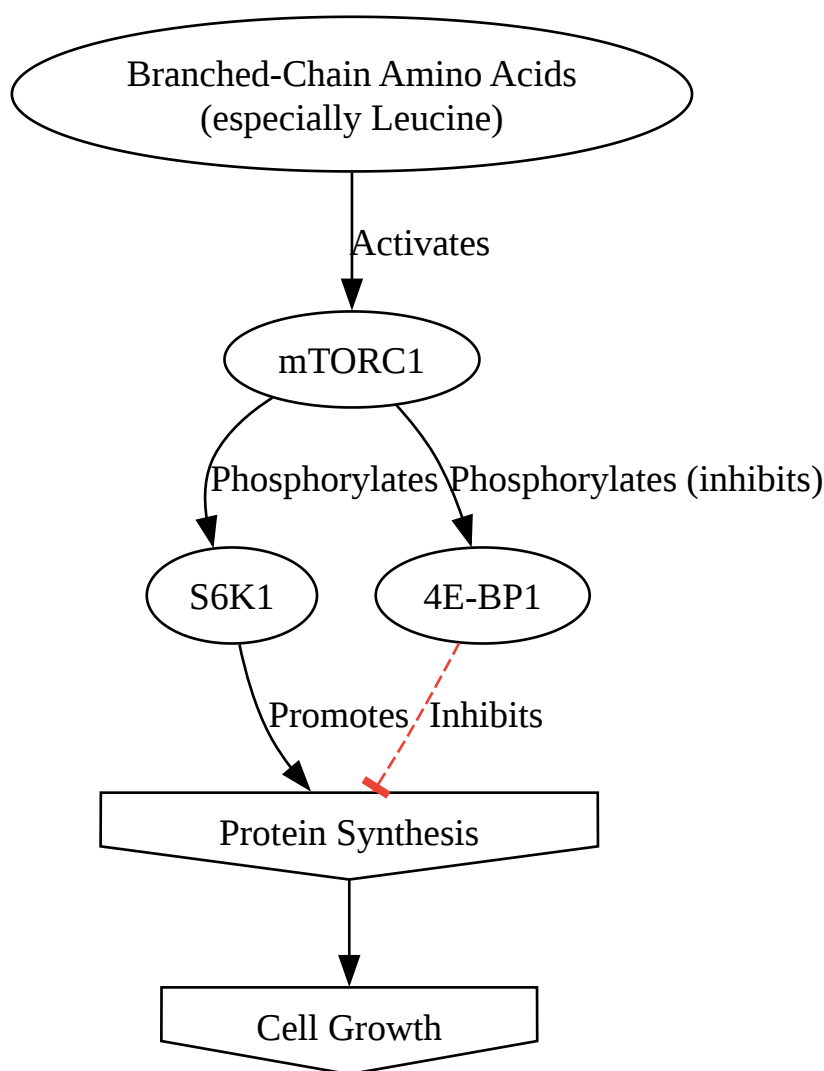 Branched-Chain Amino Acids
(especially Leucine)
Activates
mTORC1
Phosphorylates
Phosphorylates (inhibits)
S6K1
4E-BP1
Promotes
Inhibits
Protein Synthesis
Cell Growth